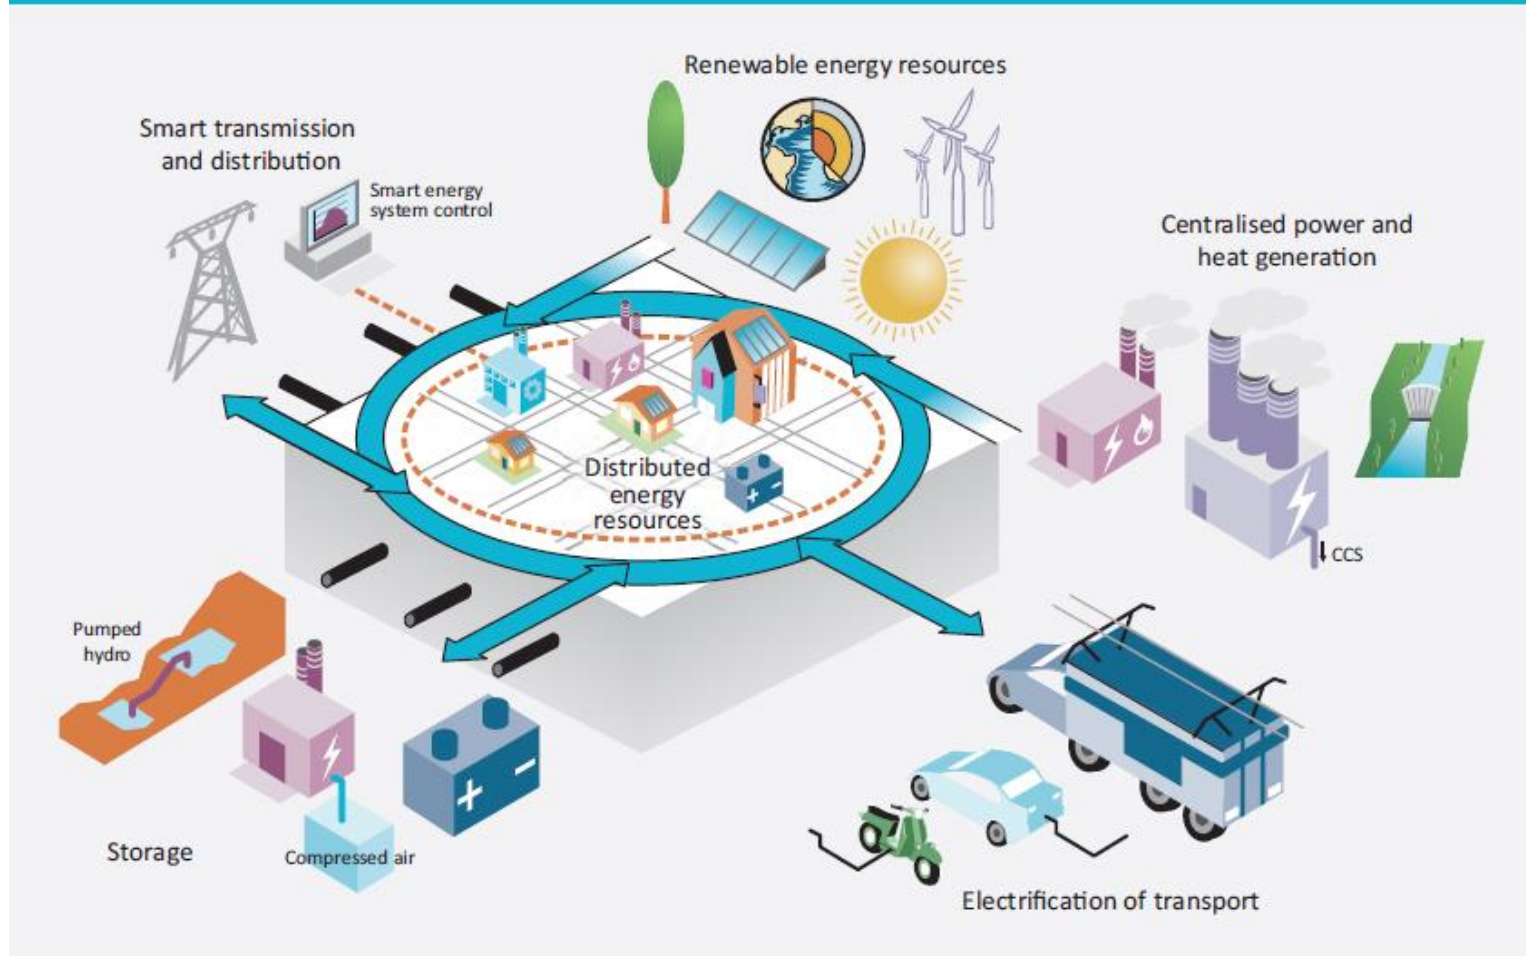 Renewable energy resources
Smart transmission
and distribution
Smart energy
system control
Centralised power and
heat generation
Distributed
energy
resources
CCS
Pumped
hydro
+
-
+ -
Storage
Compressed air
Electrification of transport